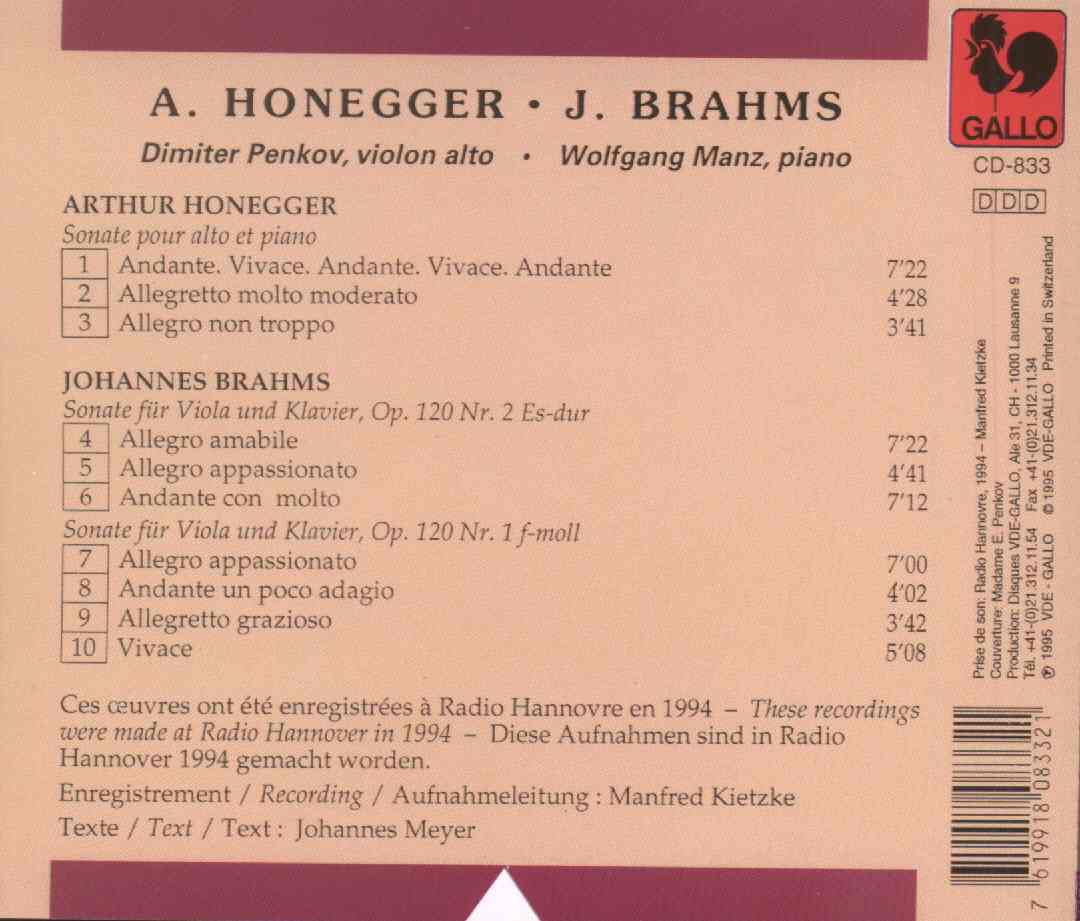 A. HONEGGER • J. BRAHMS
Dimiter Penkov, violon alto • Wolfgang Manz, piano
ARTHUR HONEGGER
Sonate pour alto et piano
1 Andante. Vivace. Andante. Vivace. Andante 7'22
2 Allegretto molto moderato 4'28
3 Allegro non troppo 3'41
JOHANNES BRAHMS
Sonate für Viola und Klavier, Op. 120 Nr. 2 Es-dur
4 Allegro amabile 7'22
5 Allegro appassionato 4'41
6 Andante con molto 7'12
Sonate für Viola und Klavier, Op. 120 Nr. 1 f-moll
7 Allegro appassionato 7'00
8 Andante un poco adagio 4'02
9 Allegretto grazioso 3'42
10 Vivace 5'08
Ces œuvres ont été enregistrées à Radio Hannovre en 1994 – These recordings
were made at Radio Hannover in 1994 – Diese Aufnahmen sind in Radio
Hannover 1994 gemacht worden.
Enregistrement / Recording / Aufnahmeleitung : Manfred Kietzke
Texte / Text / Text : Johannes Meyer
GALLO
CD-833
DDD
Prise de son: Radio Hannovre, 1994 – Manfred Kietzke
Couverture: Madame E. Penkov
Production: Disques VDE-GALLO, Ale 31, CH - 1000 Lausanne 9
Tél. +41-(0)21.312.11.54 Fax +41-(0)21.312.11.34
℗ 1995 VDE - GALLO © 1995 VDE-GALLO Printed in Switzerland
7 619918 083321